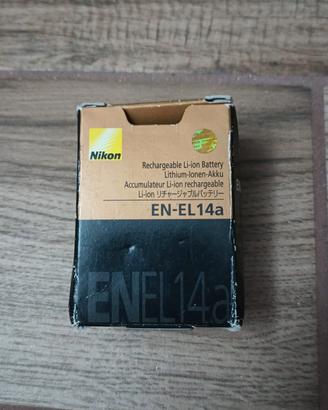 Nikon
Rechargeable Li-ion Battery
Lithium-Ionen-Akku
Accumulateur Li-ion rechargeable
Li-ion リチャージャブルバッテリー
EN-EL14a
ENEL14a